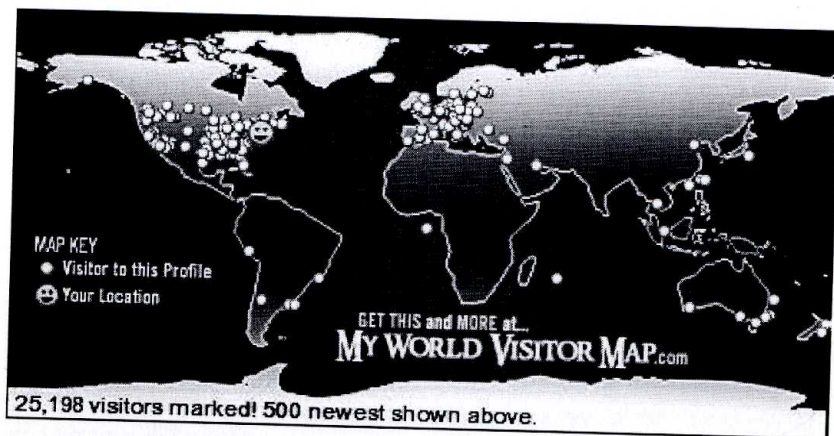 MAP KEY
Visitor to this Profile
Your Location
GET THIS and MORE at...
MY WORLD VISITOR MAP.com
25,198 visitors marked! 500 newest shown above.